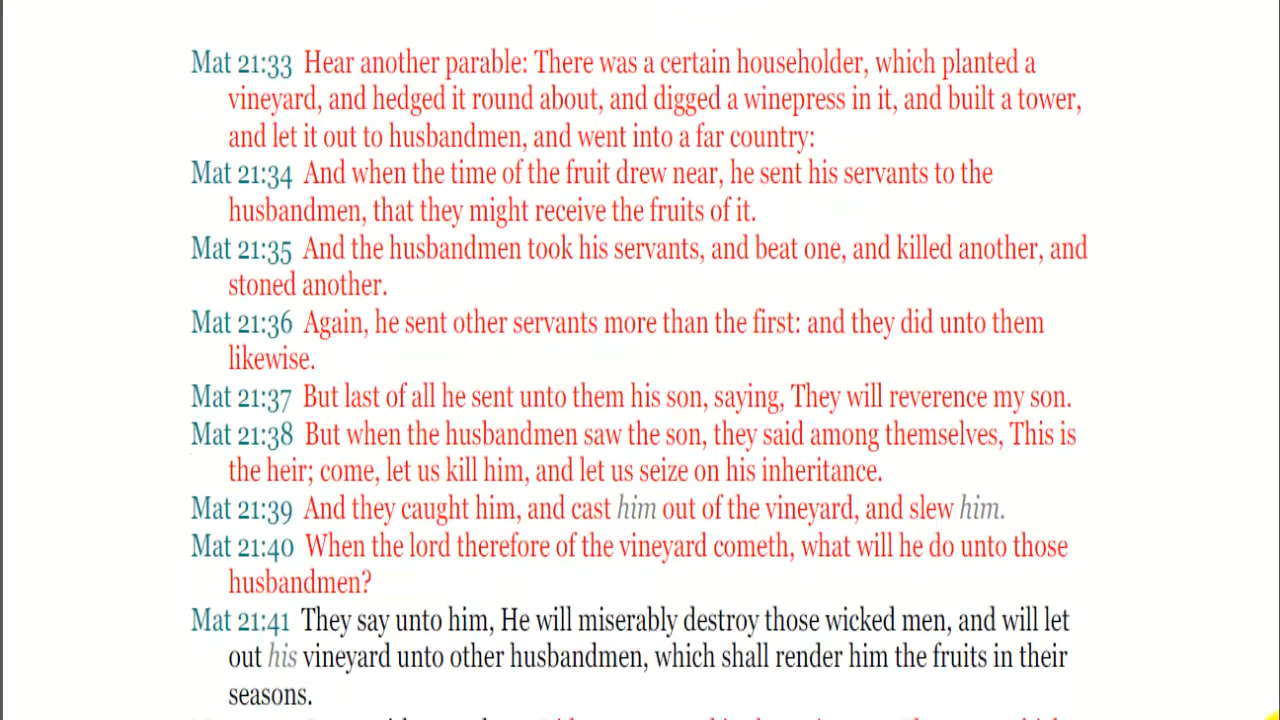 Mat 21:33 Hear another parable: There was a certain householder, which planted a
vineyard, and hedged it round about, and digged a winepress in it, and built a tower,
and let it out to husbandmen, and went into a far country:
Mat 21:34 And when the time of the fruit drew near, he sent his servants to the
husbandmen, that they might receive the fruits of it.
Mat 21:35 And the husbandmen took his servants, and beat one, and killed another, and
stoned another.
Mat 21:36 Again, he sent other servants more than the first: and they did unto them
likewise.
Mat 21:37 But last of all he sent unto them his son, saying, They will reverence my son.
Mat 21:38 But when the husbandmen saw the son, they said among themselves, This is
the heir; come, let us kill him, and let us seize on his inheritance.
Mat 21:39 And they caught him, and cast him out of the vineyard, and slew him.
Mat 21:40 When the lord therefore of the vineyard cometh, what will he do unto those
husbandmen?
Mat 21:41 They say unto him, He will miserably destroy those wicked men, and will let
out his vineyard unto other husbandmen, which shall render him the fruits in their
seasons.